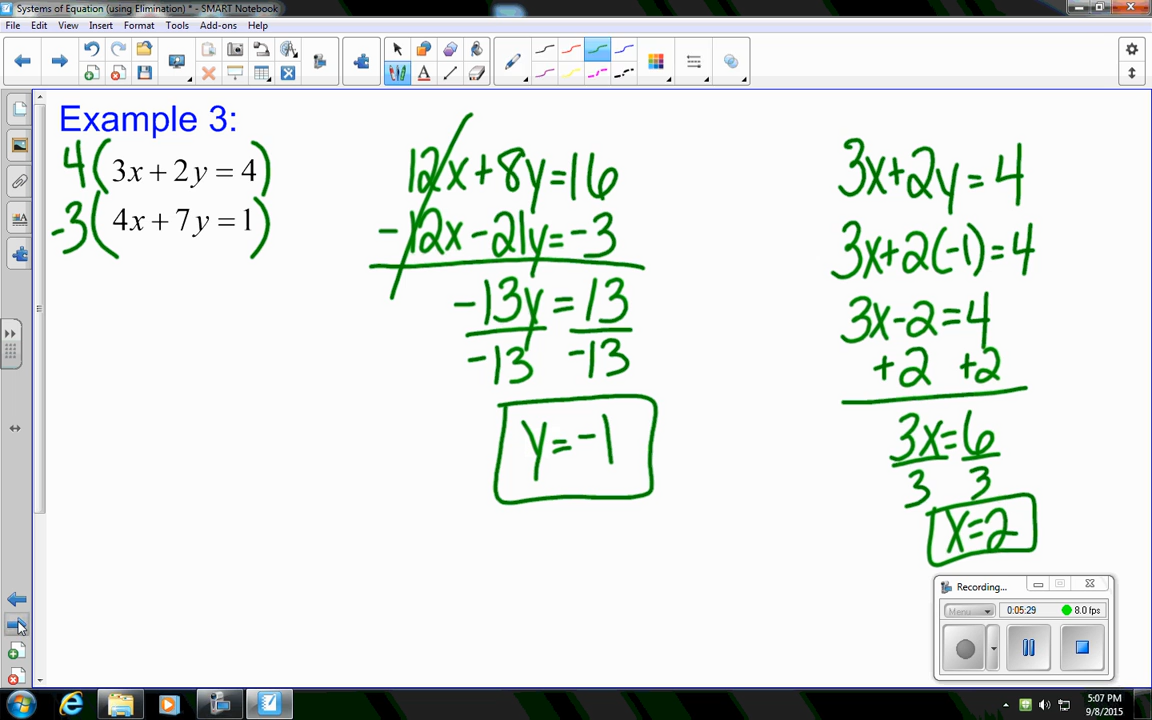 Systems of Equation (using Elimination) * - SMART Notebook
File Edit View Insert Format Tools Add-ons Help
Example 3:
4(3x + 2y = 4)
-3(4x + 7y = 1)
12x+8y=16
-12x-21y=-3
-13y=13
-13 -13
y=-1
3x+2y=4
3x+2(-1)=4
3x-2=4
+2 +2
3x=6
3 3
x=2
Recording...
Menu 0:05:29 8.0 fps
5:07 PM
9/8/2015